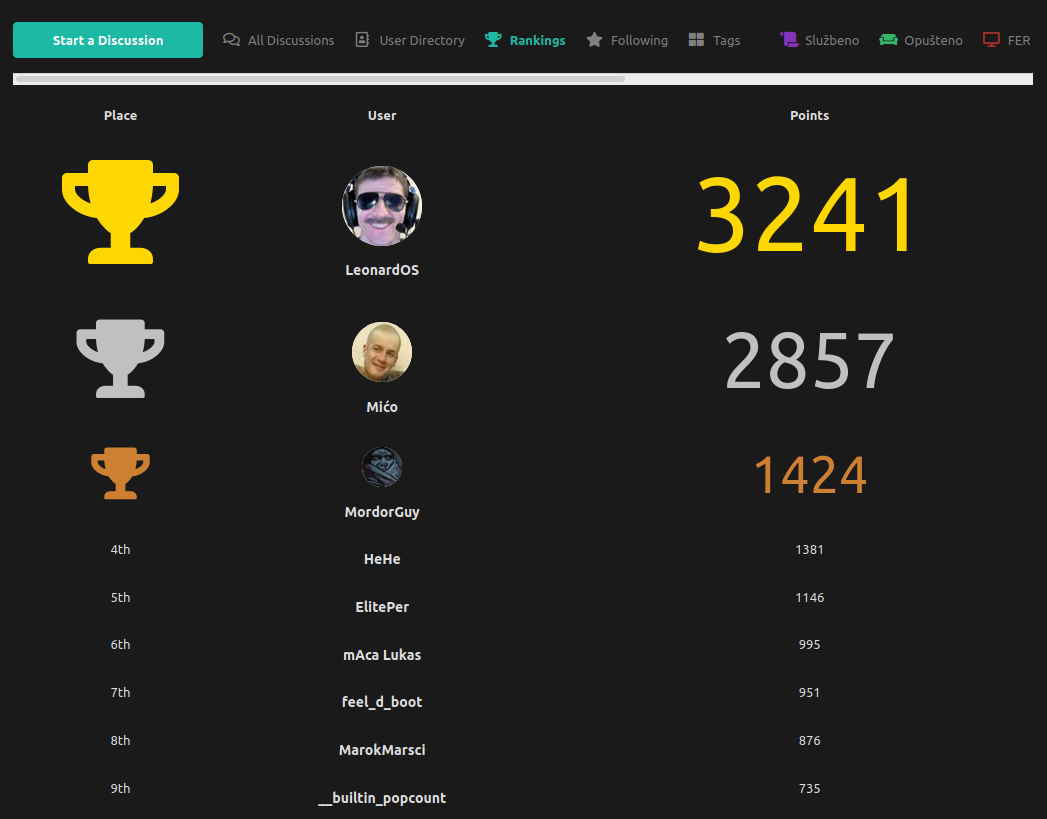 Start a Discussion All Discussions User Directory Rankings Following Tags Službeno Opušteno FER
Place User Points
LeonardOS 3241
Mićo 2857
MordorGuy 1424
4th HeHe 1381
5th ElitePer 1146
6th mAca Lukas 995
7th feel_d_boot 951
8th MarokMarsci 876
9th __builtin_popcount 735